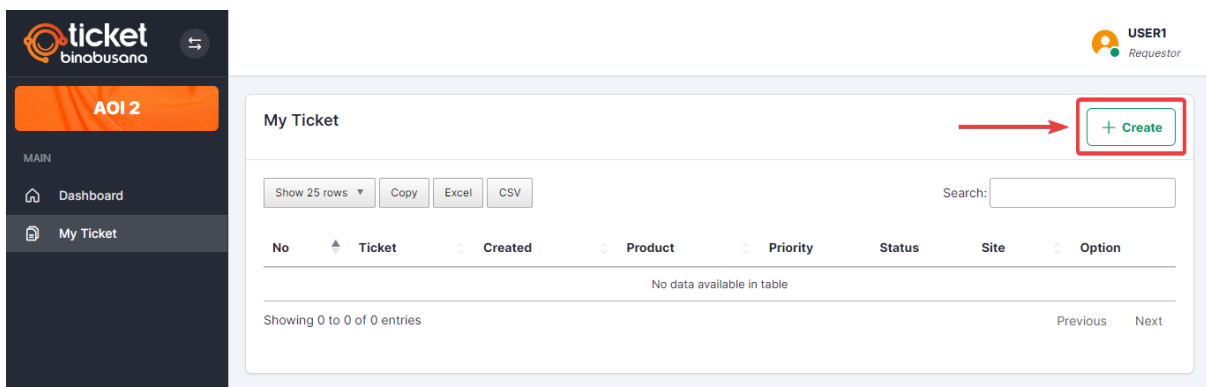 ticket
binabusana
USER1
Requestor
AOI 2
My Ticket
+ Create
MAIN
Dashboard
My Ticket
Show 25 rows ▼ Copy Excel CSV Search:
No Ticket Created Product Priority Status Site Option
No data available in table
Showing 0 to 0 of 0 entries Previous Next